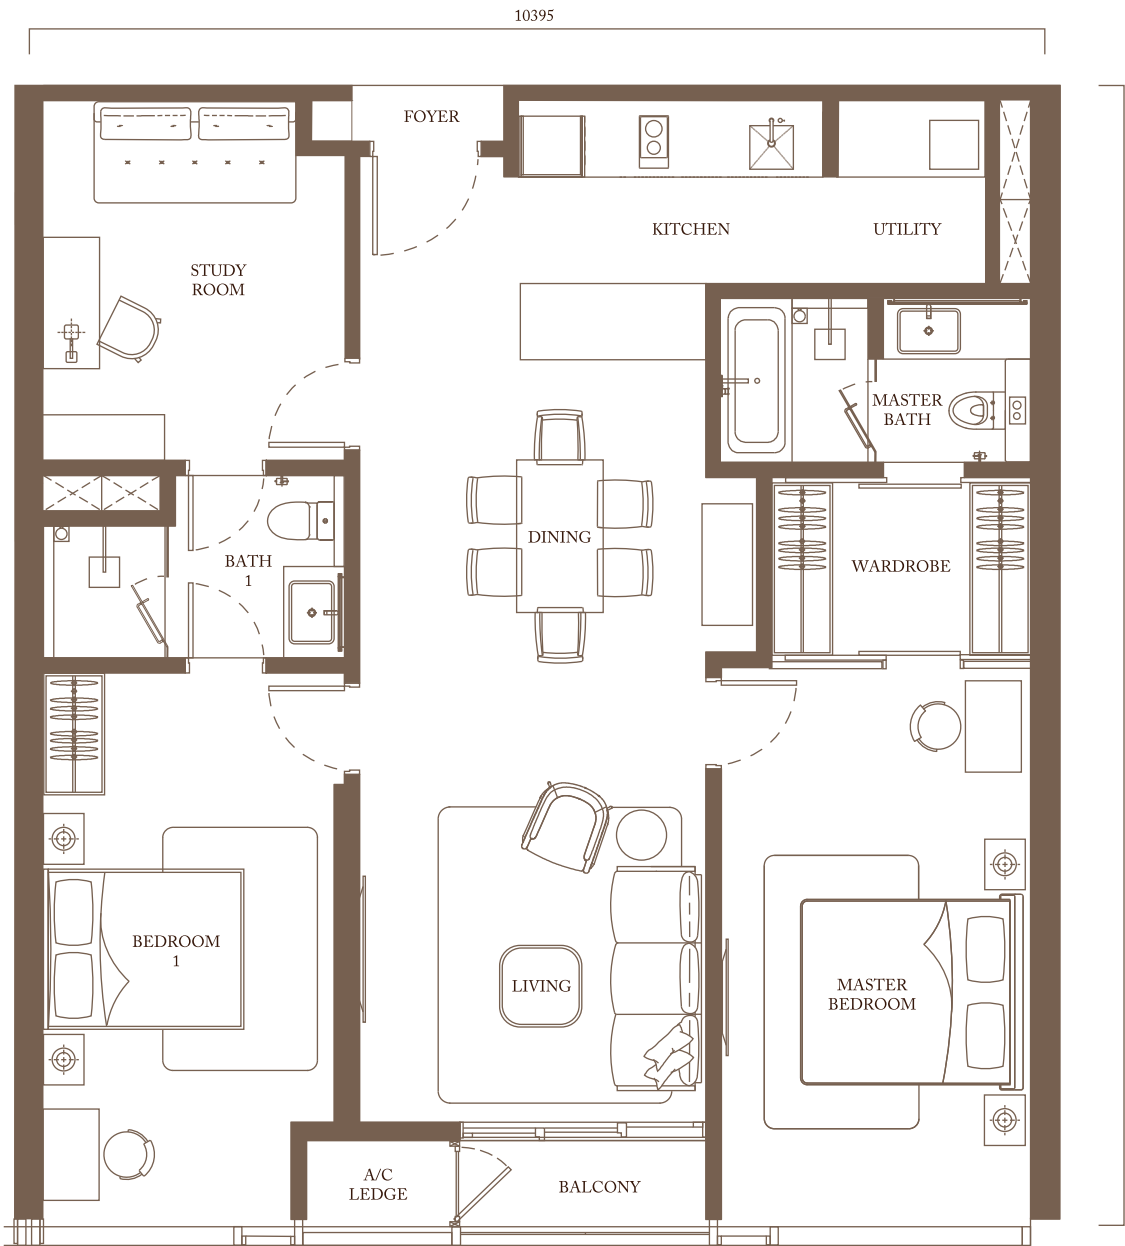 10395
FOYER
KITCHEN
UTILITY
STUDY
ROOM
MASTER
BATH
DINING
BATH
1
WARDROBE
BEDROOM
1
LIVING
MASTER
BEDROOM
A/C
LEDGE
BALCONY